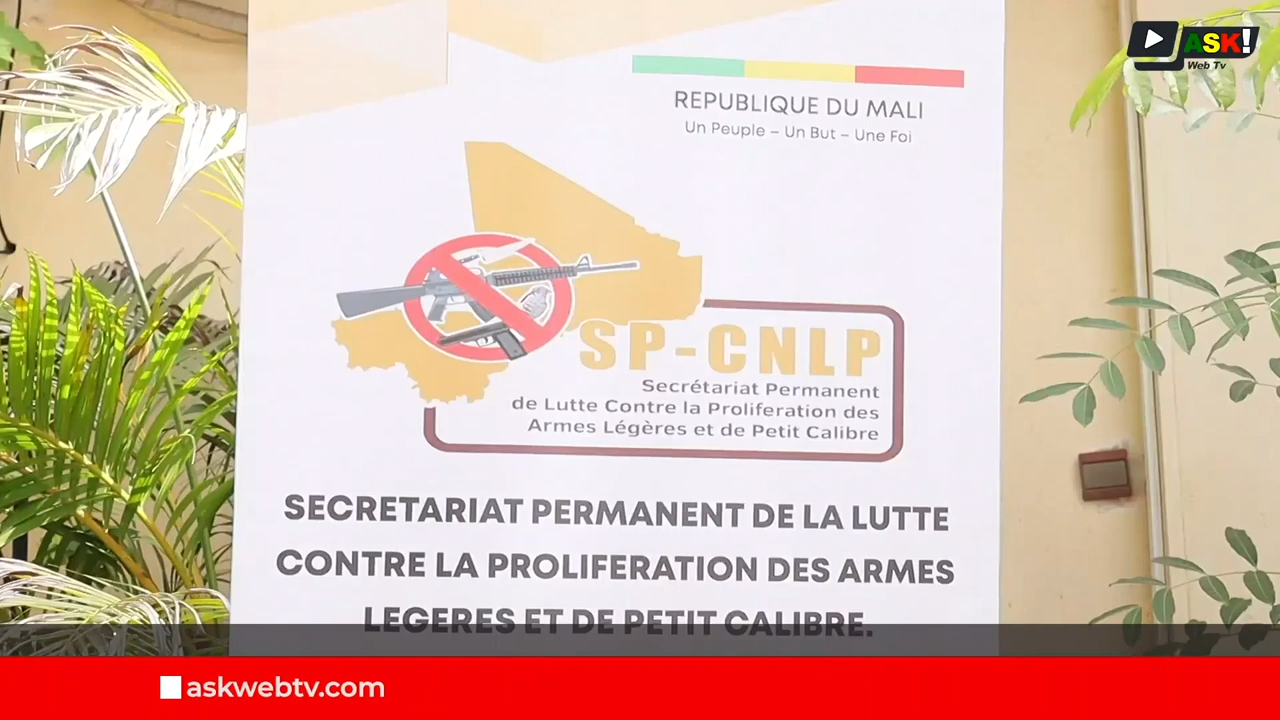 ASK!
Web Tv
REPUBLIQUE DU MALI
Un Peuple – Un But – Une Foi
SP-CNLP
Secrétariat Permanent
de Lutte Contre la Proliferation des
Armes Légères et de Petit Calibre
SECRETARIAT PERMANENT DE LA LUTTE
CONTRE LA PROLIFERATION DES ARMES
LEGERES ET DE PETIT CALIBRE.
askwebtv.com